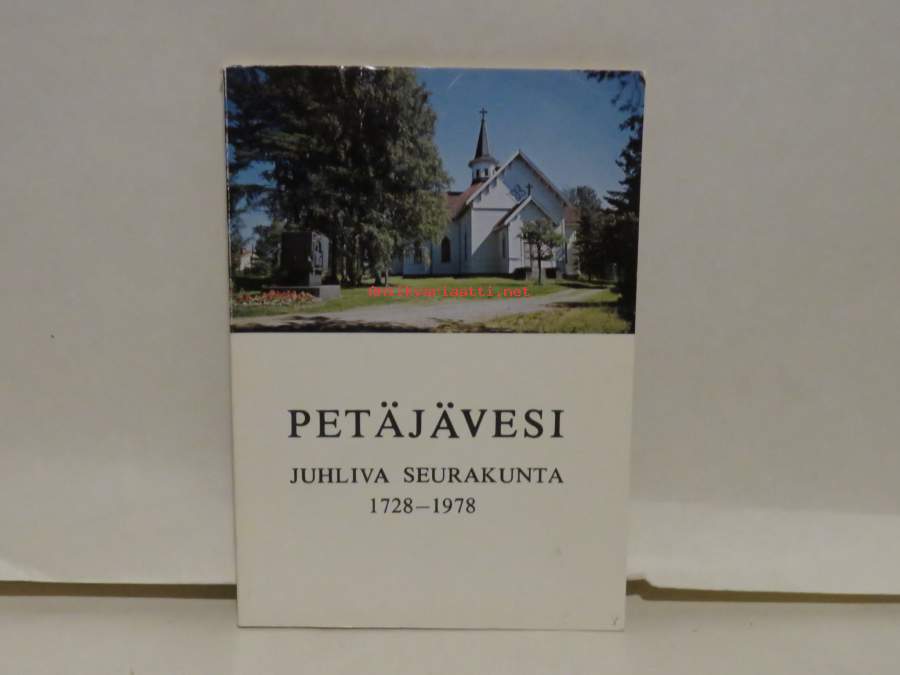 antikvariaatti.net
PETÄJÄVESI
JUHLIVA SEURAKUNTA
1728–1978